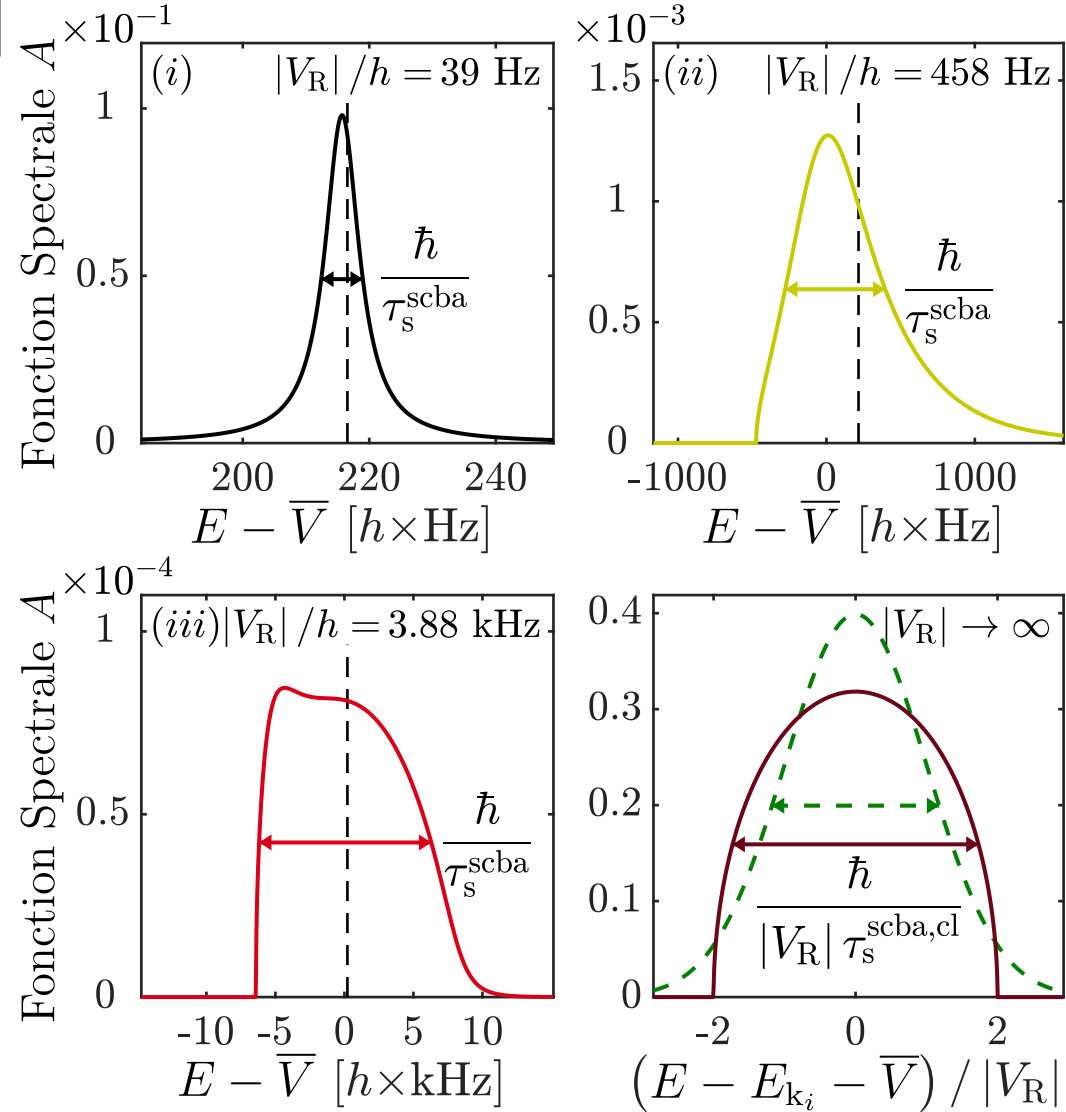 ×10⁻¹
(i) |V_R| /h = 39 Hz
Fonction Spectrale A
1
0.5
0
ħ / τ_s^scba
200 220 240
E − V̅ [h×Hz]
×10⁻³
(ii) |V_R| /h = 458 Hz
1.5
1
0.5
0
ħ / τ_s^scba
-1000 0 1000
E − V̅ [h×Hz]
×10⁻⁴
(iii) |V_R| /h = 3.88 kHz
Fonction Spectrale A
1
0.5
0
ħ / τ_s^scba
-10 -5 0 5 10
E − V̅ [h×kHz]
|V_R| → ∞
0.4
0.3
0.2
0.1
0
ħ / |V_R| τ_s^scba,cl
-2 0 2
(E − E_k_i − V̅) / |V_R|